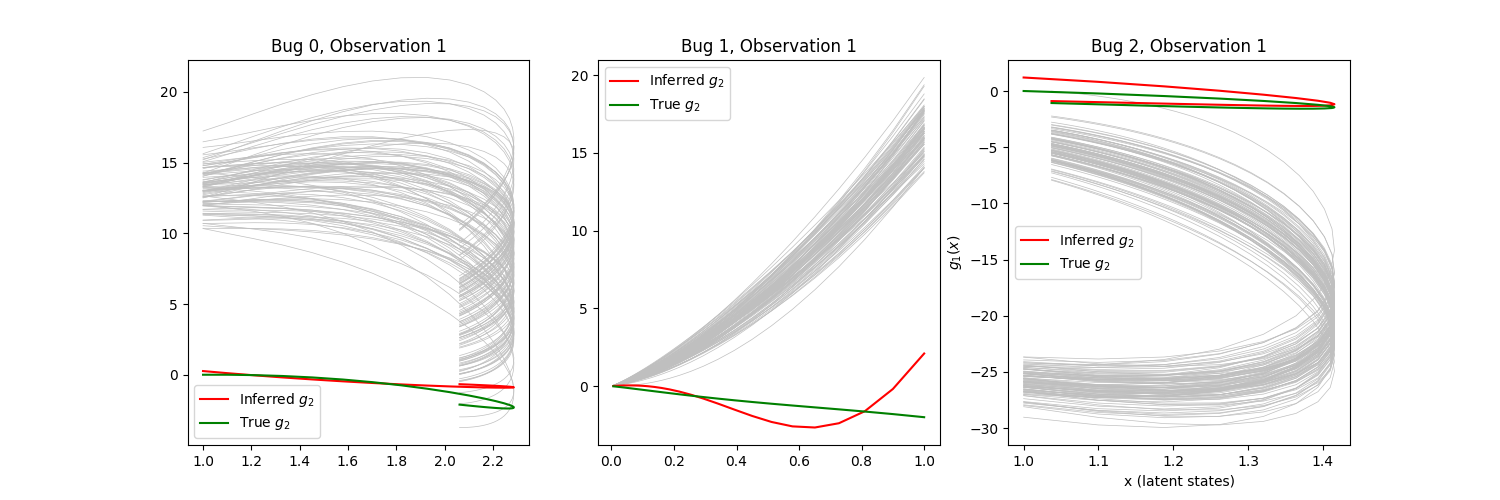 Bug 0, Observation 1
20
15
10
5
0
Inferred g₂
True g₂
1.0 1.2 1.4 1.6 1.8 2.0 2.2
Bug 1, Observation 1
Inferred g₂
True g₂
20
15
10
5
0
0.0 0.2 0.4 0.6 0.8 1.0
Bug 2, Observation 1
g₁(x)
0
−5
−10
−15
−20
−25
−30
Inferred g₂
True g₂
1.0 1.1 1.2 1.3 1.4
x (latent states)